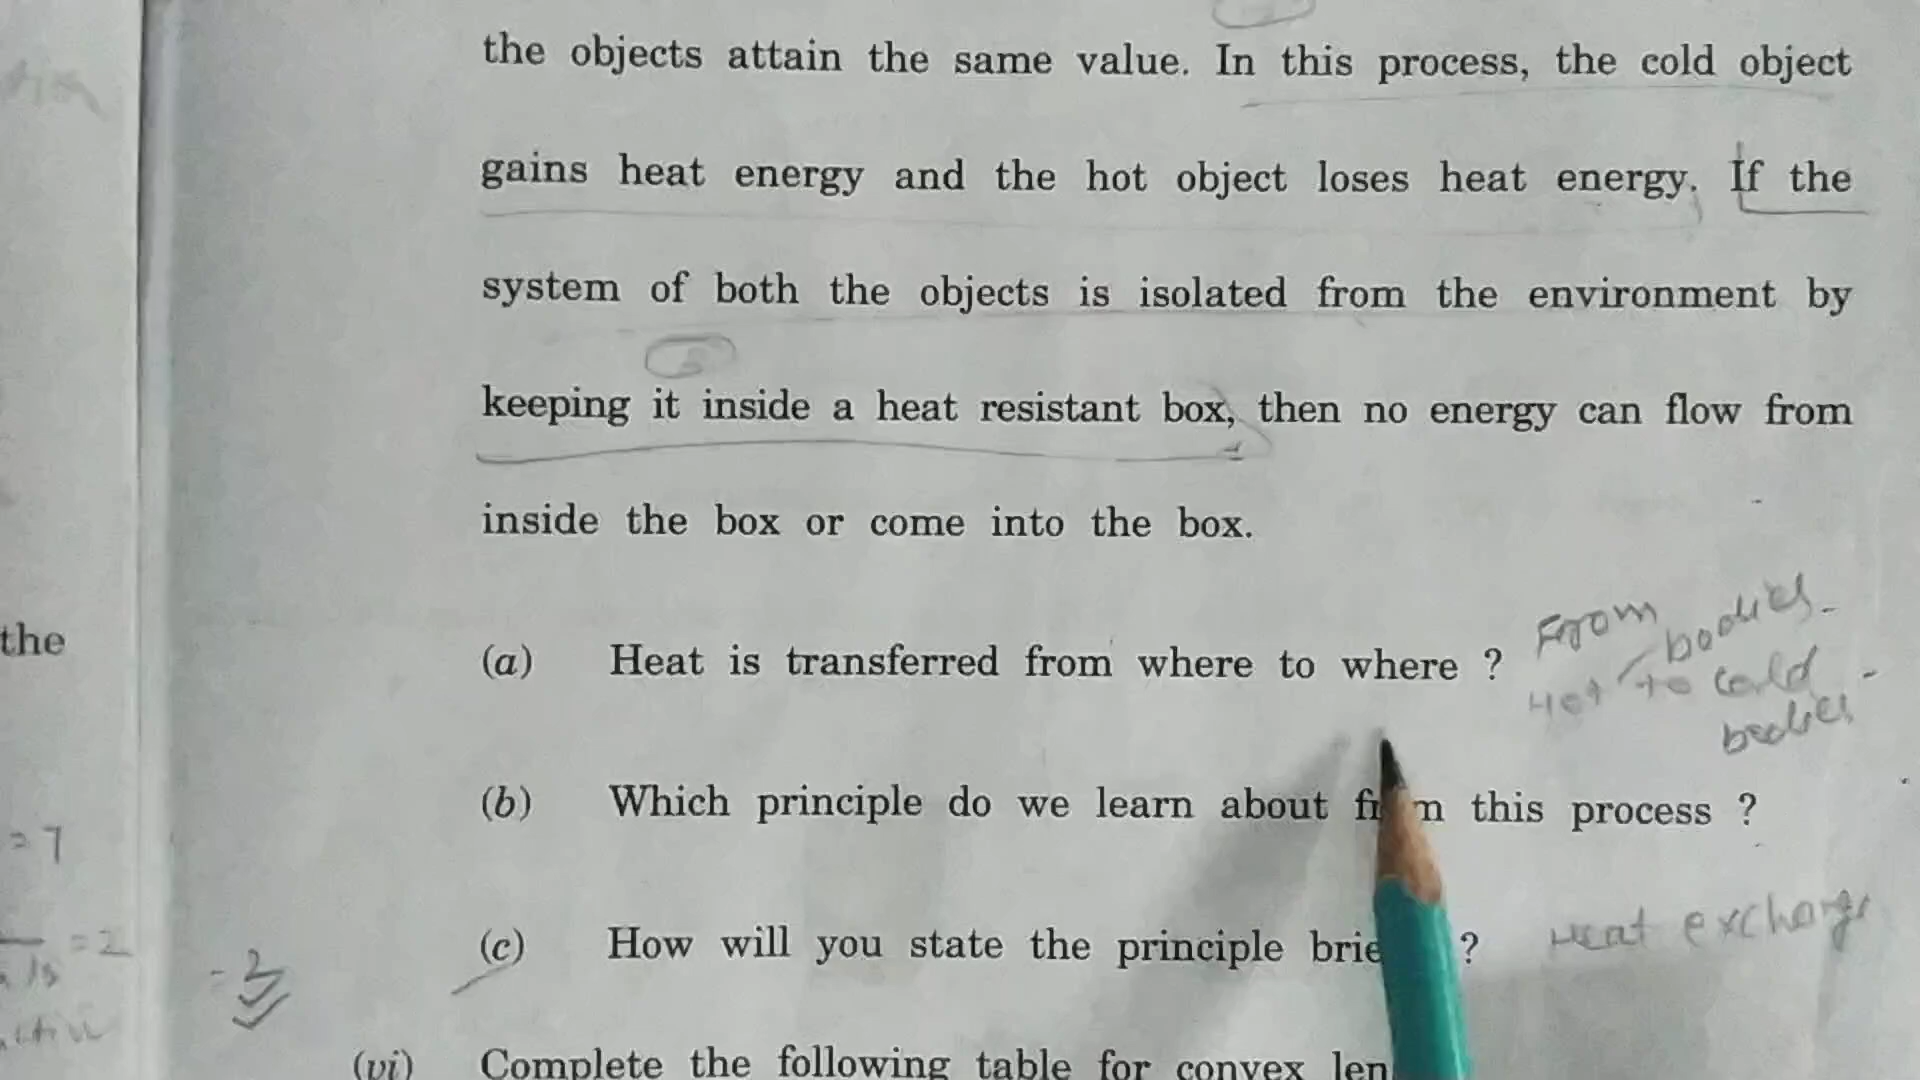 the objects attain the same value. In this process, the cold object
gains heat energy and the hot object loses heat energy. If the
system of both the objects is isolated from the environment by
keeping it inside a heat resistant box, then no energy can flow from
inside the box or come into the box.
the
(a) Heat is transferred from where to where ?
From
Hot bodies.
to cold
bodies
(b) Which principle do we learn about this process ?
= 7
(c) How will you state the principle ?
Heat exchange
= 2
(vi) Complete the following table for convex